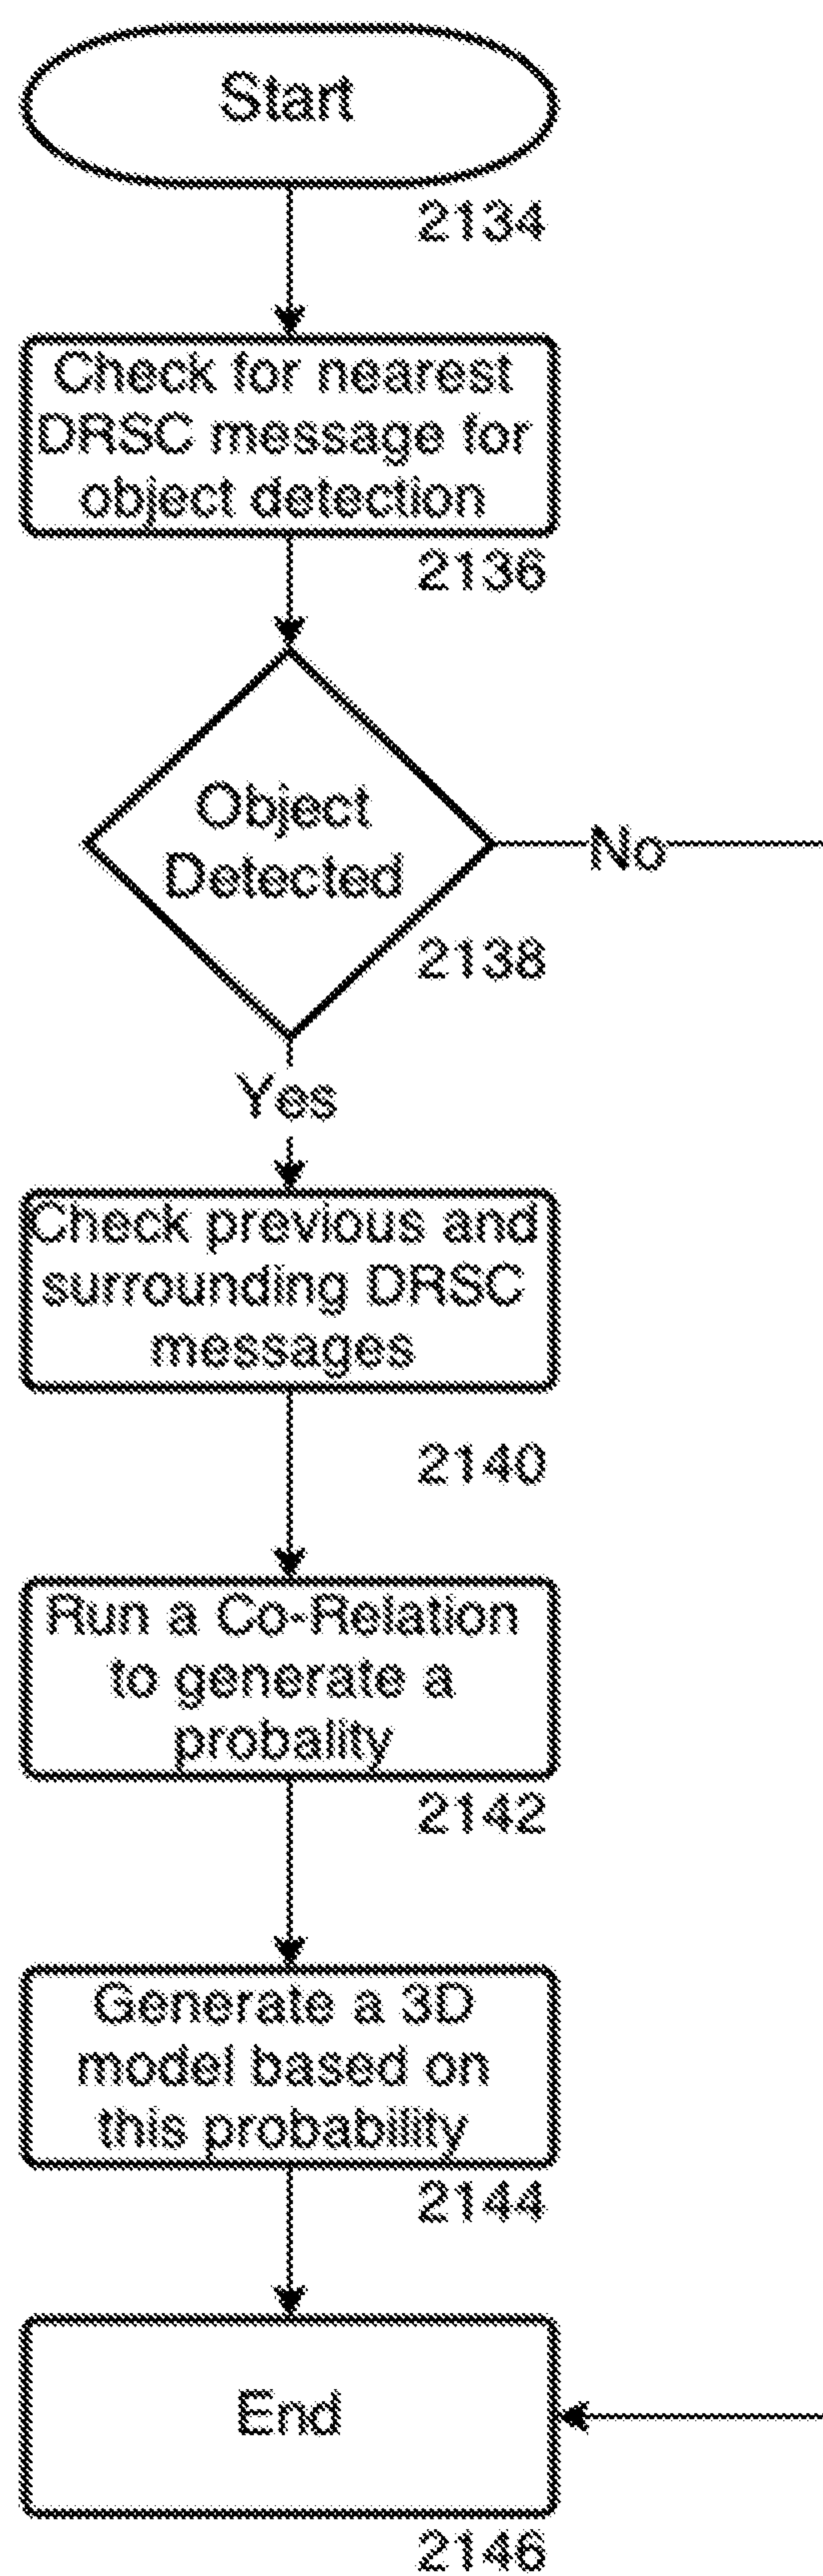 Start
2134
Check for nearest
DRSC message for
object detection
2136
Object
Detected
No
2138
Yes
Check previous and
surrounding DRSC
messages
2140
Run a Co-Relation
to generate a
probality
2142
Generate a 3D
model based on
this probability
2144
End
2146